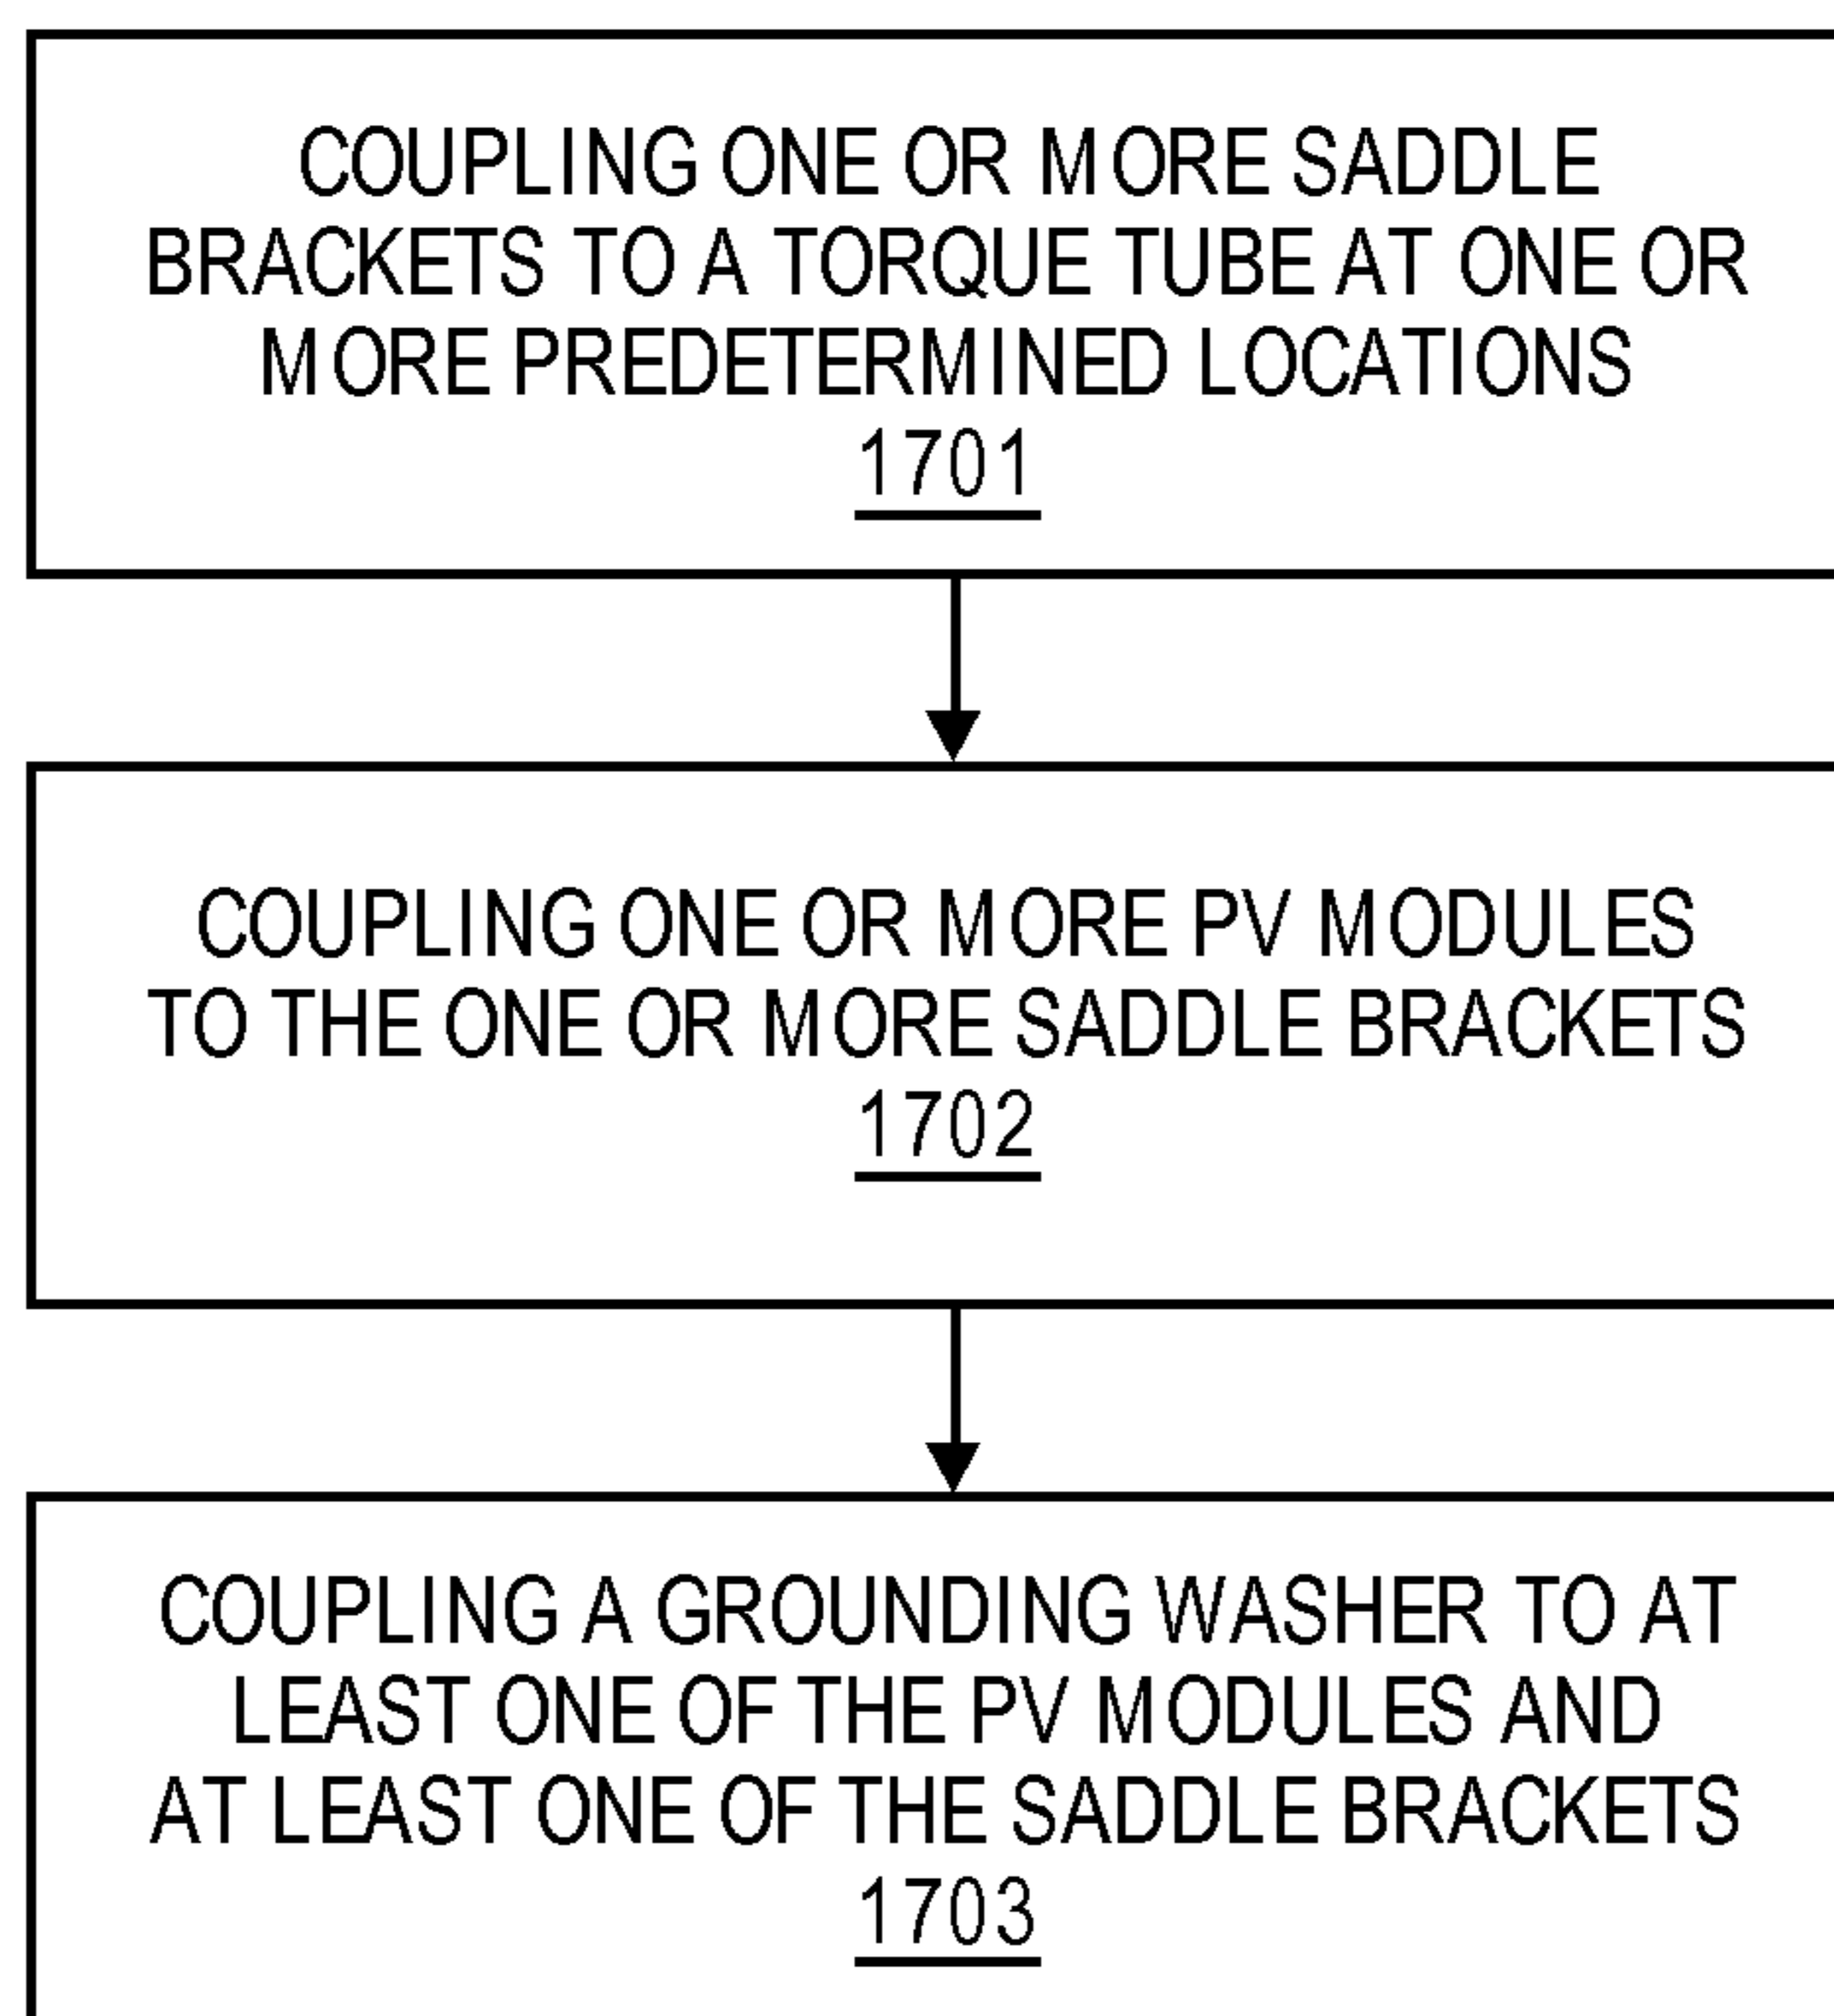 COUPLING ONE OR MORE SADDLE
BRACKETS TO A TORQUE TUBE AT ONE OR
MORE PREDETERMINED LOCATIONS
1701
COUPLING ONE OR MORE PV MODULES
TO THE ONE OR MORE SADDLE BRACKETS
1702
COUPLING A GROUNDING WASHER TO AT
LEAST ONE OF THE PV MODULES AND
AT LEAST ONE OF THE SADDLE BRACKETS
1703